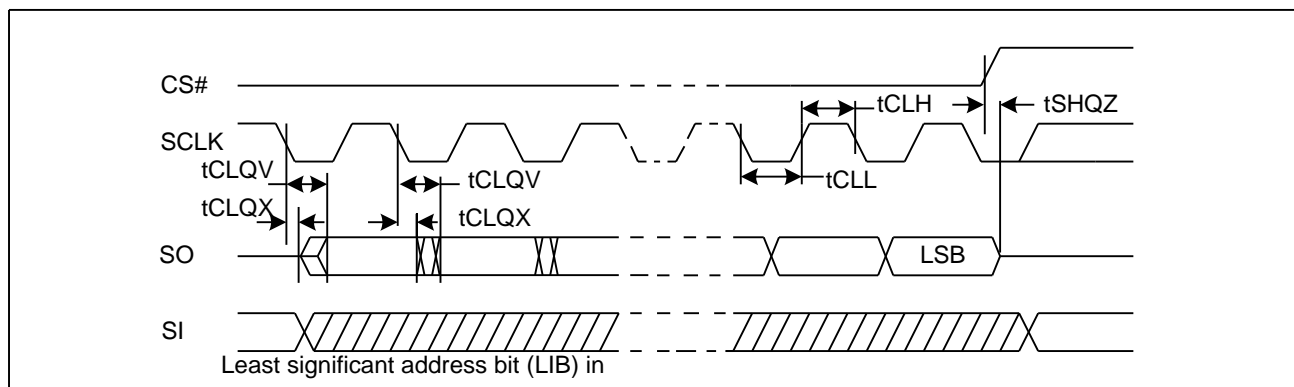 CS#
tCLH
tSHQZ
SCLK
tCLQV
tCLQV
tCLL
tCLQX
tCLQX
SO
LSB
SI
Least significant address bit (LIB) in